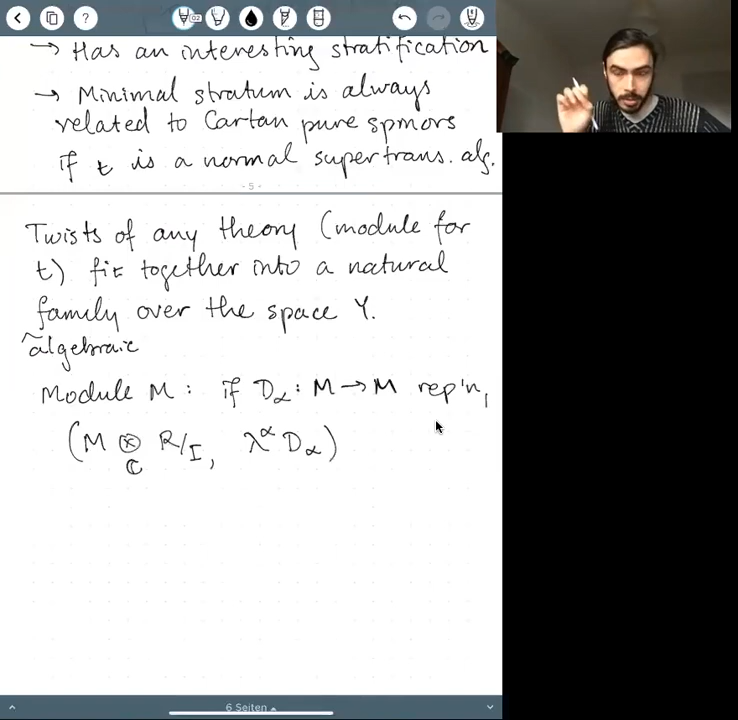 → Has an interesting stratification
→ Minimal stratum is always
related to Cartan pure spinors
if t is a normal supertrans. alg.
- 5 -
Twists of any theory (module for
t) fit together into a natural
family over the space Y.
~algebraic
Module M : if Dα : M → M rep'n,
(M ⊗_ℂ R/I, λ^α Dα)
6 Seiten